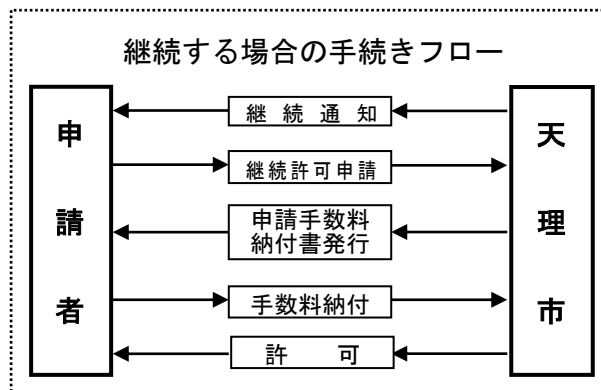 継続する場合の手続きフロー
申請者
天理市
継続通知
継続許可申請
申請手数料
納付書発行
手数料納付
許可